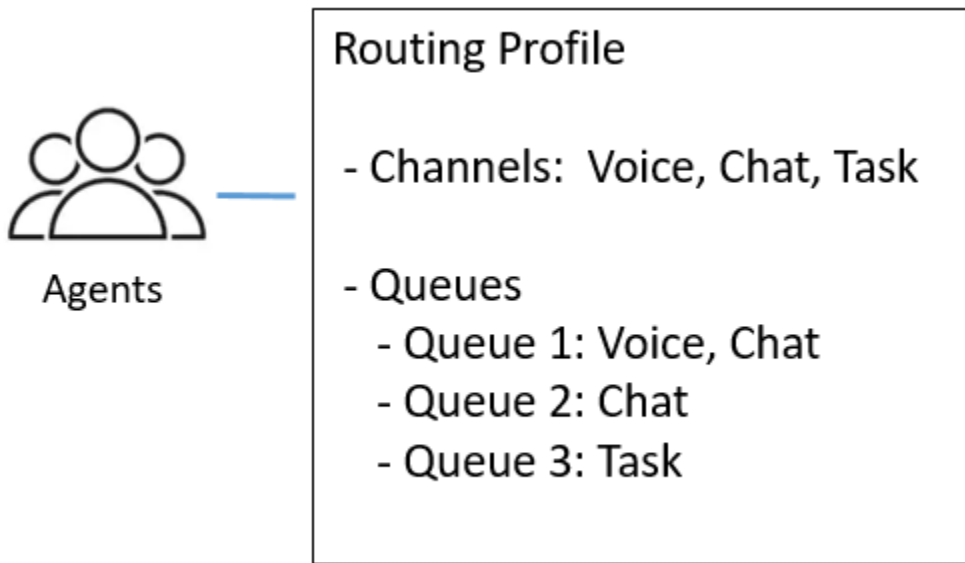 Routing Profile
- Channels:  Voice, Chat, Task
Agents
- Queues
- Queue 1: Voice, Chat
- Queue 2: Chat
- Queue 3: Task